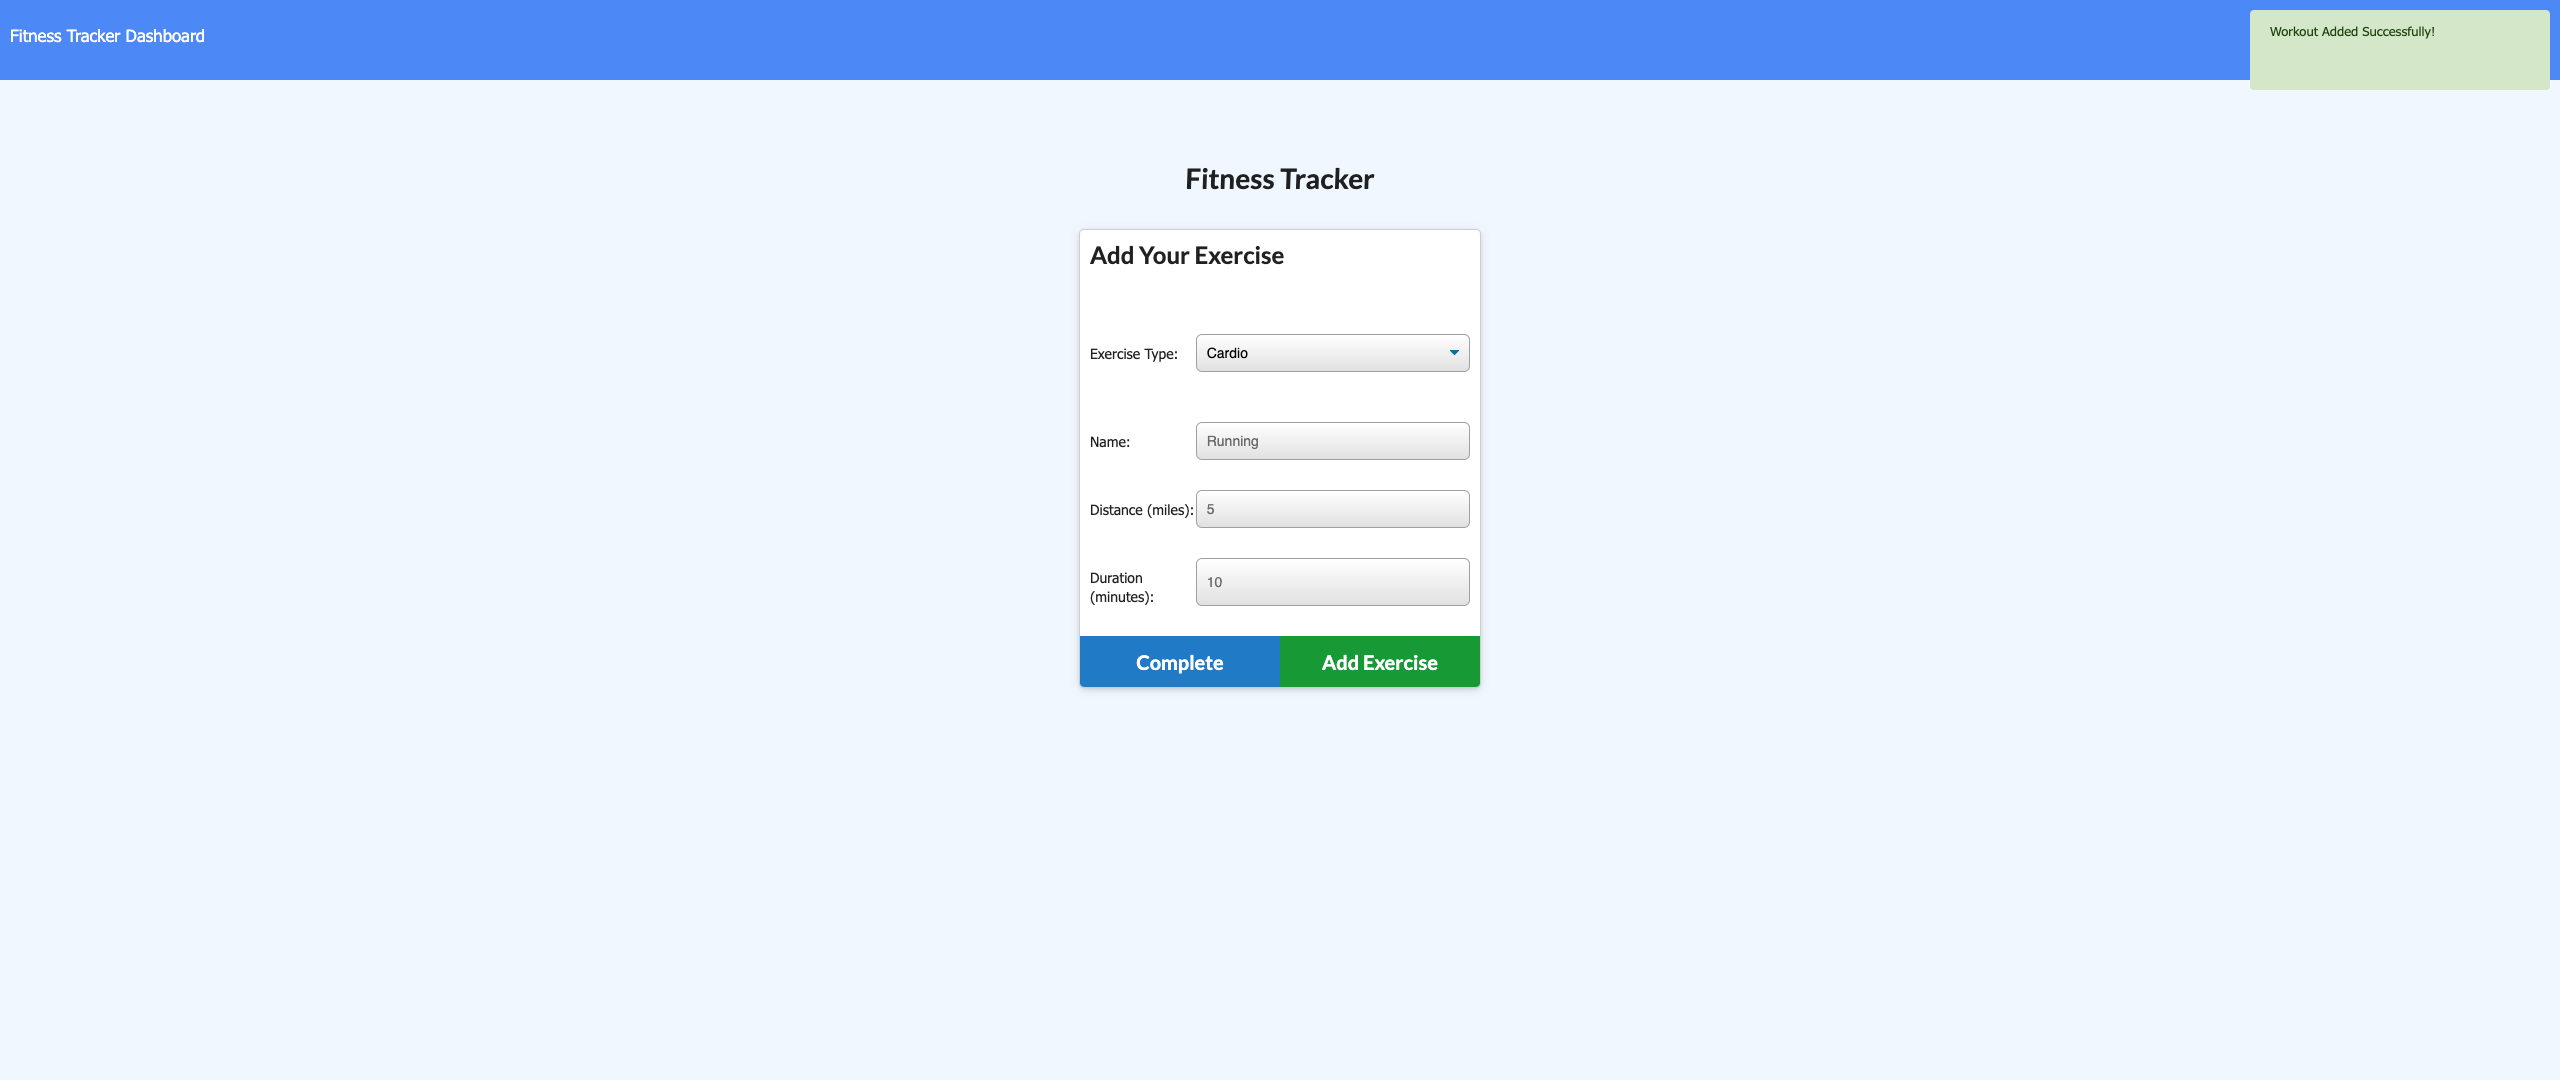 Fitness Tracker Dashboard
Workout Added Successfully!
Fitness Tracker
Add Your Exercise
Exercise Type:
Cardio
Name:
Running
Distance (miles):
5
Duration
(minutes):
10
Complete
Add Exercise